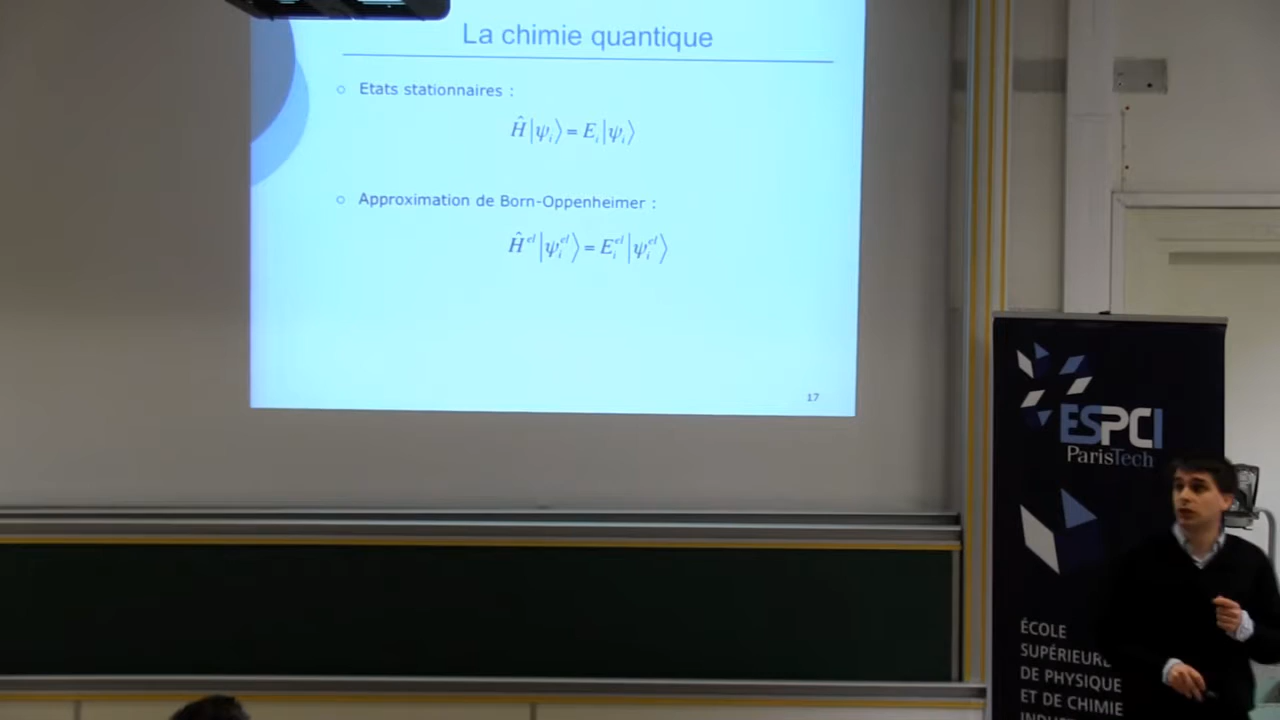 La chimie quantique
Etats stationnaires :
Ĥ|ψᵢ⟩ = Eᵢ|ψᵢ⟩
Approximation de Born-Oppenheimer :
Ĥᵉˡ|ψᵢᵉˡ⟩ = Eᵢᵉˡ|ψᵢᵉˡ⟩
17
ESPCI
ParisTech
ÉCOLE
SUPÉRIEURE
DE PHYSIQUE
ET DE CHIMIE